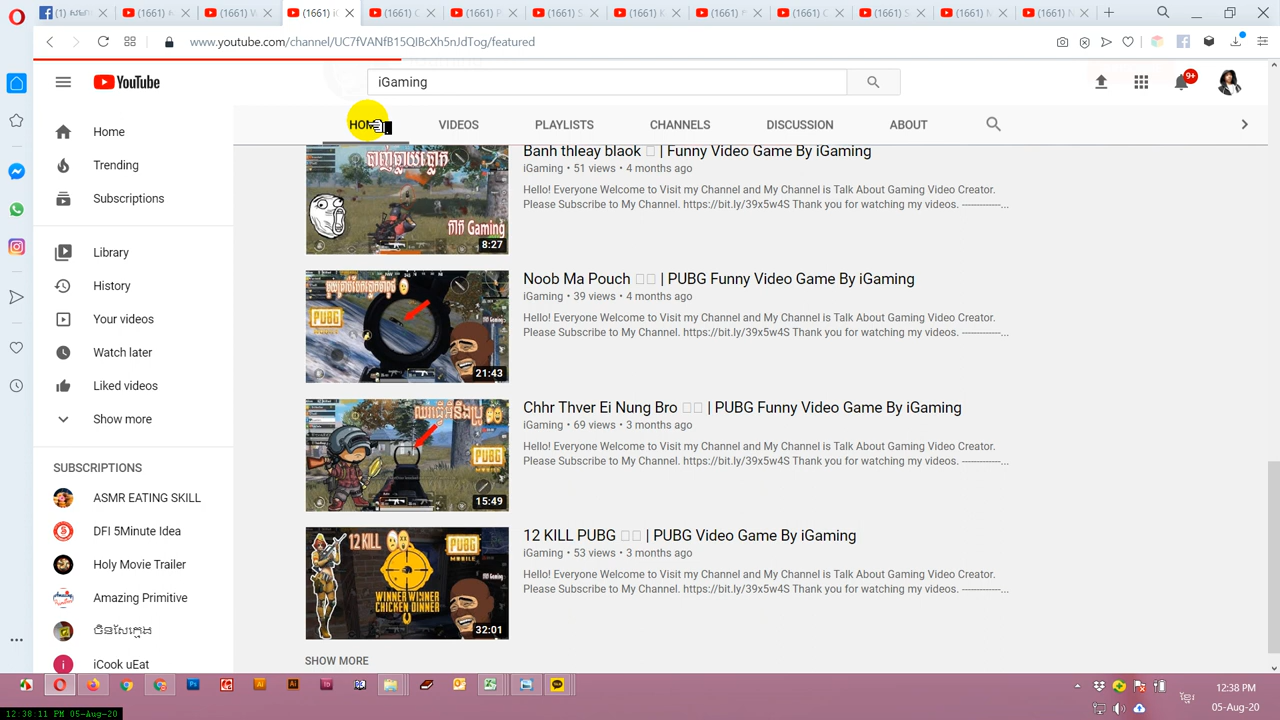 (1661) iG
www.youtube.com/channel/UC7fVANfB15QIBcXh5nJdTog/featured
YouTube
iGaming
9+
HOME
VIDEOS
PLAYLISTS
CHANNELS
DISCUSSION
ABOUT
Home
Trending
Subscriptions
Library
History
Your videos
Watch later
Liked videos
Show more
SUBSCRIPTIONS
ASMR EATING SKILL
DFI 5Minute Idea
Holy Movie Trailer
Amazing Primitive
iCook uEat
Banh thleay blaok | Funny Video Game By iGaming
iGaming • 51 views • 4 months ago
Hello! Everyone Welcome to Visit my Channel and My Channel is Talk About Gaming Video Creator.
Please Subscribe to My Channel. https://bit.ly/39x5w4S Thank you for watching my videos. -------------...
8:27
Noob Ma Pouch | PUBG Funny Video Game By iGaming
iGaming • 39 views • 4 months ago
Hello! Everyone Welcome to Visit my Channel and My Channel is Talk About Gaming Video Creator.
Please Subscribe to My Channel. https://bit.ly/39x5w4S Thank you for watching my videos. -------------...
PUBG
21:43
Chhr Thver Ei Nung Bro | PUBG Funny Video Game By iGaming
iGaming • 69 views • 3 months ago
Hello! Everyone Welcome to Visit my Channel and My Channel is Talk About Gaming Video Creator.
Please Subscribe to My Channel. https://bit.ly/39x5w4S Thank you for watching my videos. -------------...
PUBG
15:49
12 KILL PUBG | PUBG Video Game By iGaming
iGaming • 53 views • 3 months ago
Hello! Everyone Welcome to Visit my Channel and My Channel is Talk About Gaming Video Creator.
Please Subscribe to My Channel. https://bit.ly/39x5w4S Thank you for watching my videos. -------------...
12 KILL
PUBG
MOBILE
WINNER WINNER
CHICKEN DINNER
32:01
SHOW MORE
12:38 PM
05-Aug-20
12:38:11 PM 05-Aug-20